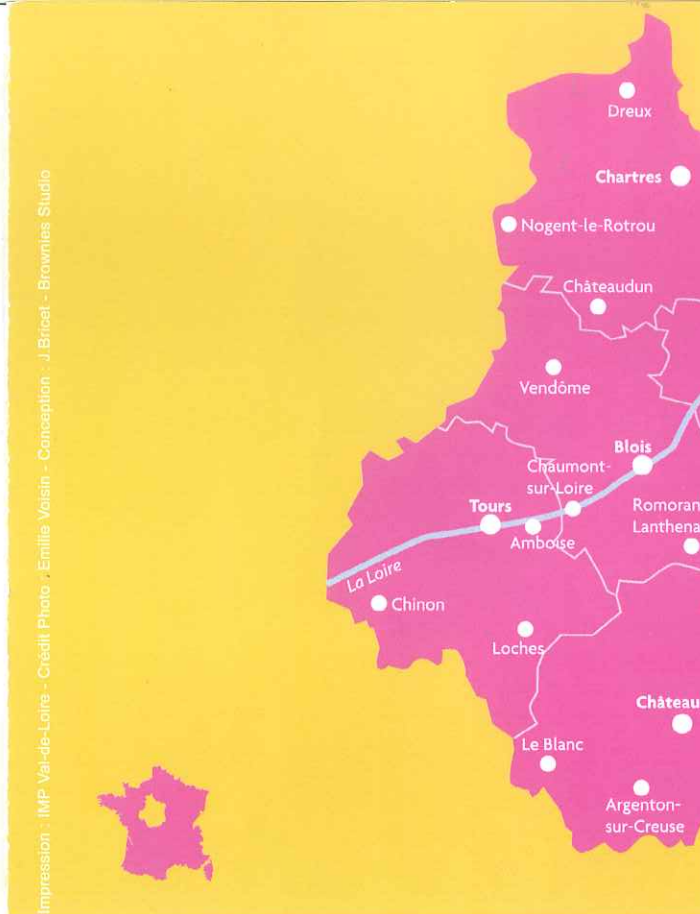 Dreux
Chartres
Nogent-le-Rotrou
Châteaudun
Vendôme
Blois
Chaumont-
sur-Loire
Tours
Romoran
Lanthena
Amboise
La Loire
Chinon
Loches
Château
Le Blanc
Argenton-
sur-Creuse
Impression : IMP Val-de-Loire - Crédit Photo : Emilie Voisin - Conception : J.Bricet - Brownies Studio